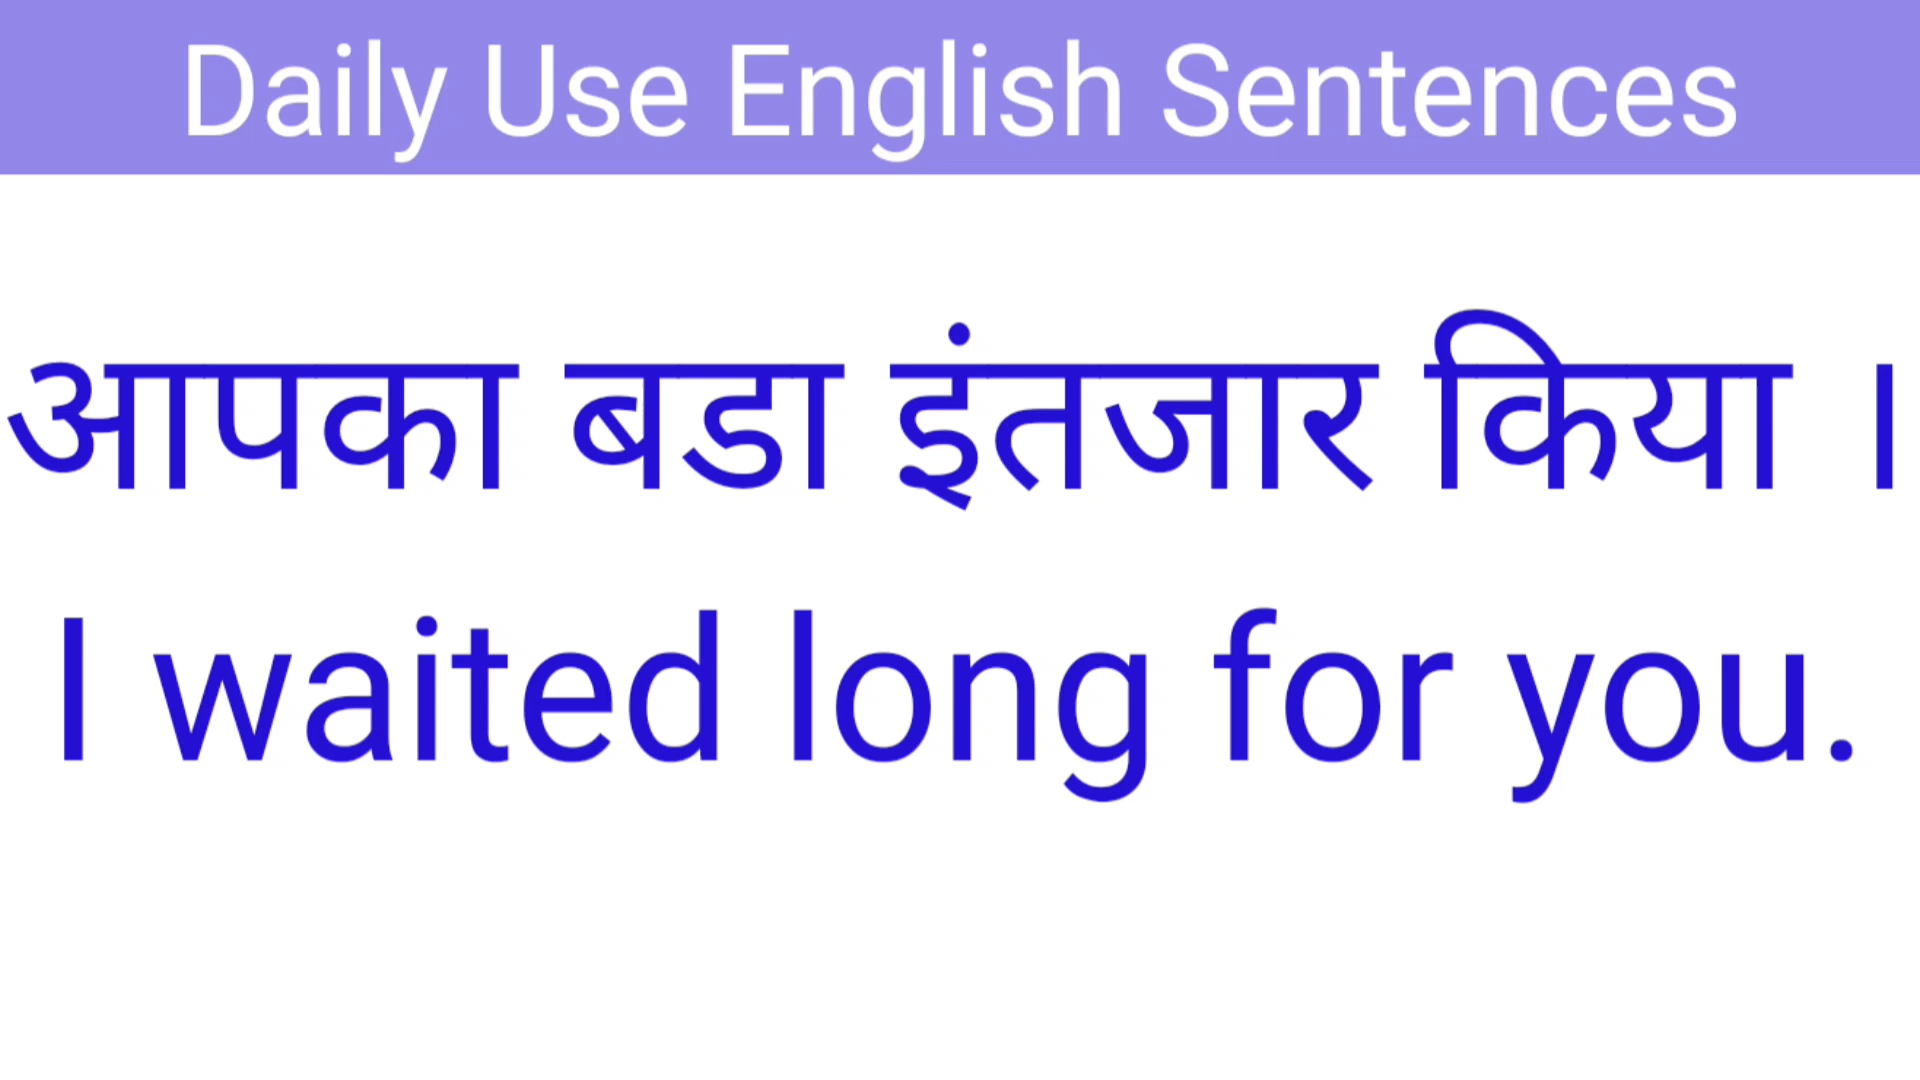 Daily Use English Sentences
आपका बडा इंतजार किया ।
I waited long for you.